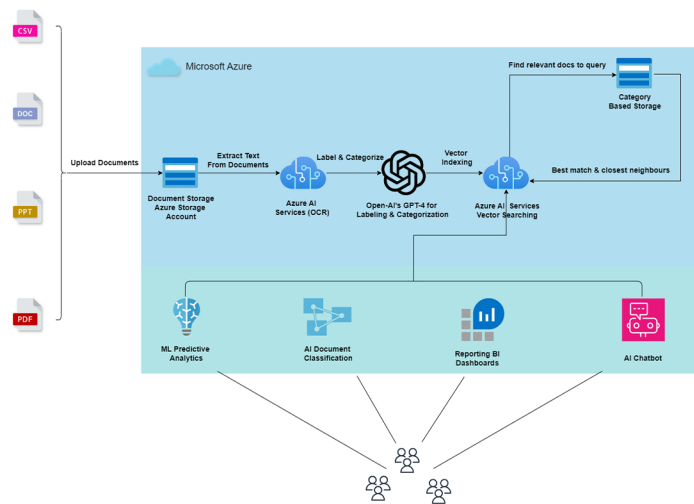 CSV
DOC
PPT
PDF
Upload Documents
Microsoft Azure
Document Storage
Azure Storage
Account
Extract Text
From Documents
Azure AI
Services (OCR)
Label & Categorize
Open-AI's GPT-4 for
Labeling & Categorization
Vector
Indexing
Azure AI Services
Vector Searching
Find relevant docs to query
Category
Based Storage
Best match & closest neighbours
ML Predictive
Analytics
AI Document
Classification
Reporting BI
Dashboards
AI Chatbot